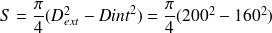 S = π/4 (D²ₑₓₜ − Dint²) = π/4 (200² − 160²)